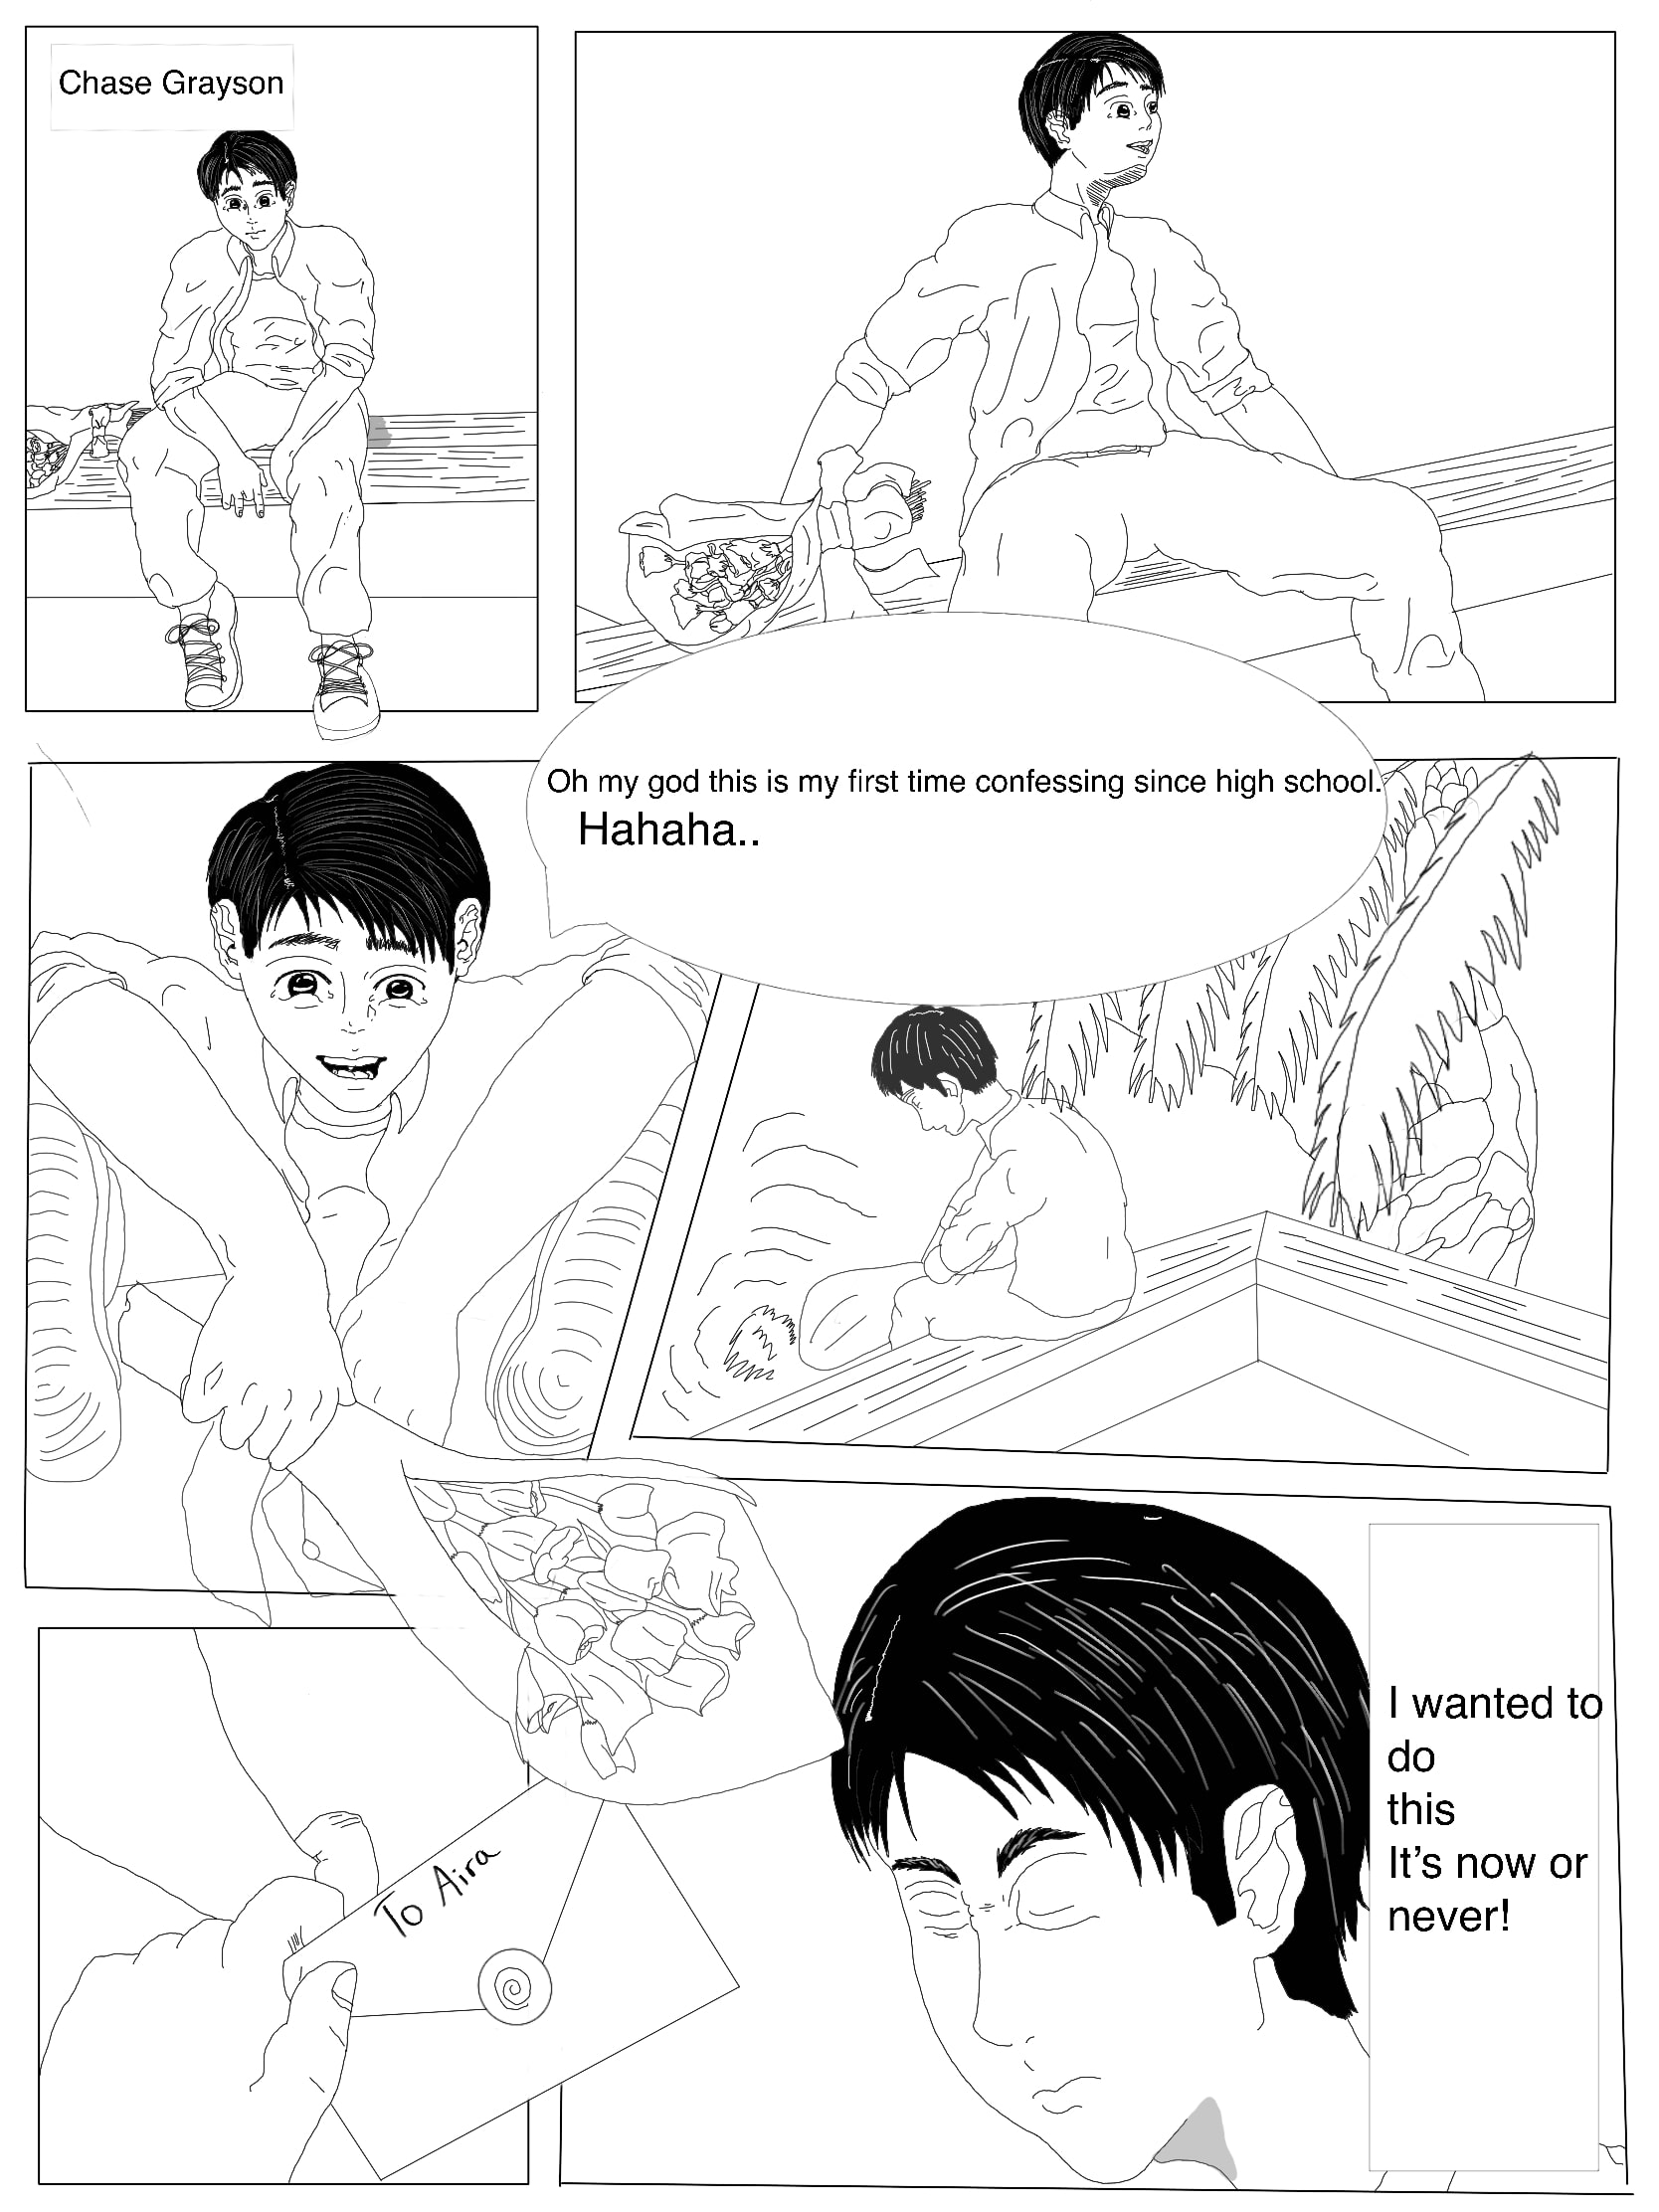 Chase Grayson
Oh my god this is my first time confessing since high school.
Hahaha..
To Aira
I wanted to
do
this
It's now or
never!